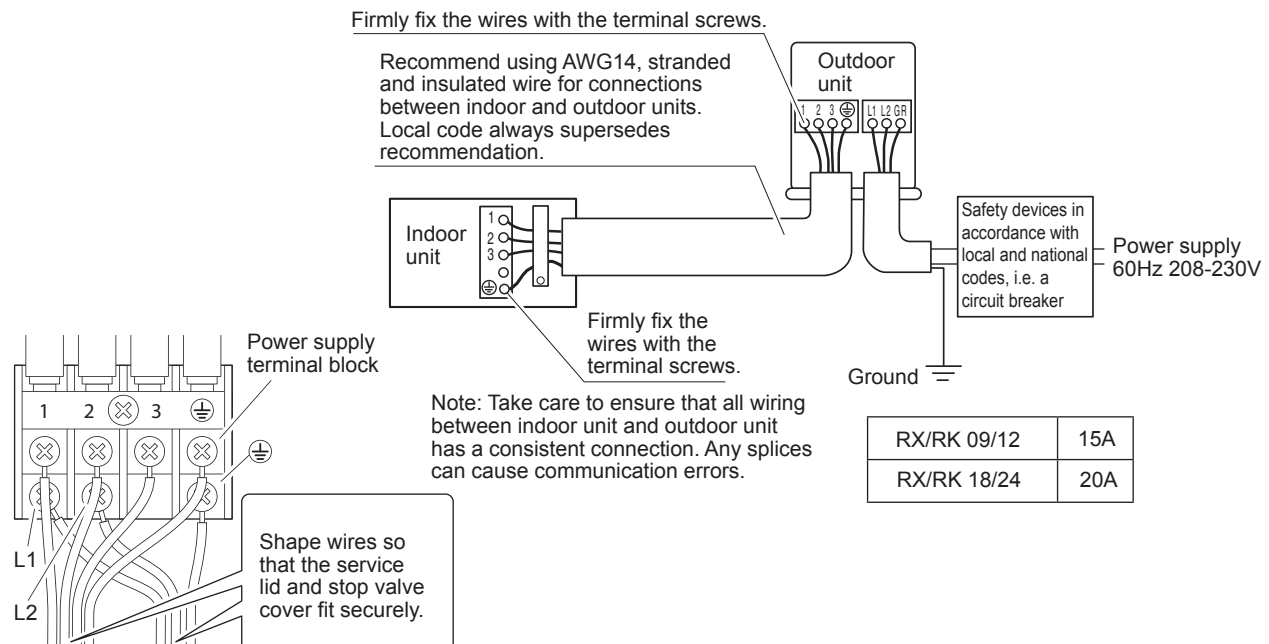 Firmly fix the wires with the terminal screws.
Recommend using AWG14, stranded
and insulated wire for connections
between indoor and outdoor units.
Local code always supersedes
recommendation.
Outdoor
unit
1 2 3
L1 L2 GR
Indoor
unit
1
2
3
Safety devices in
accordance with
local and national
codes, i.e. a
circuit breaker
Power supply
60Hz 208-230V
Firmly fix the
wires with the
terminal screws.
Ground
Note: Take care to ensure that all wiring
between indoor unit and outdoor unit
has a consistent connection. Any splices
can cause communication errors.
RX/RK 09/12 15A
RX/RK 18/24 20A
Power supply
terminal block
1 2 3
L1
L2
Shape wires so
that the service
lid and stop valve
cover fit securely.